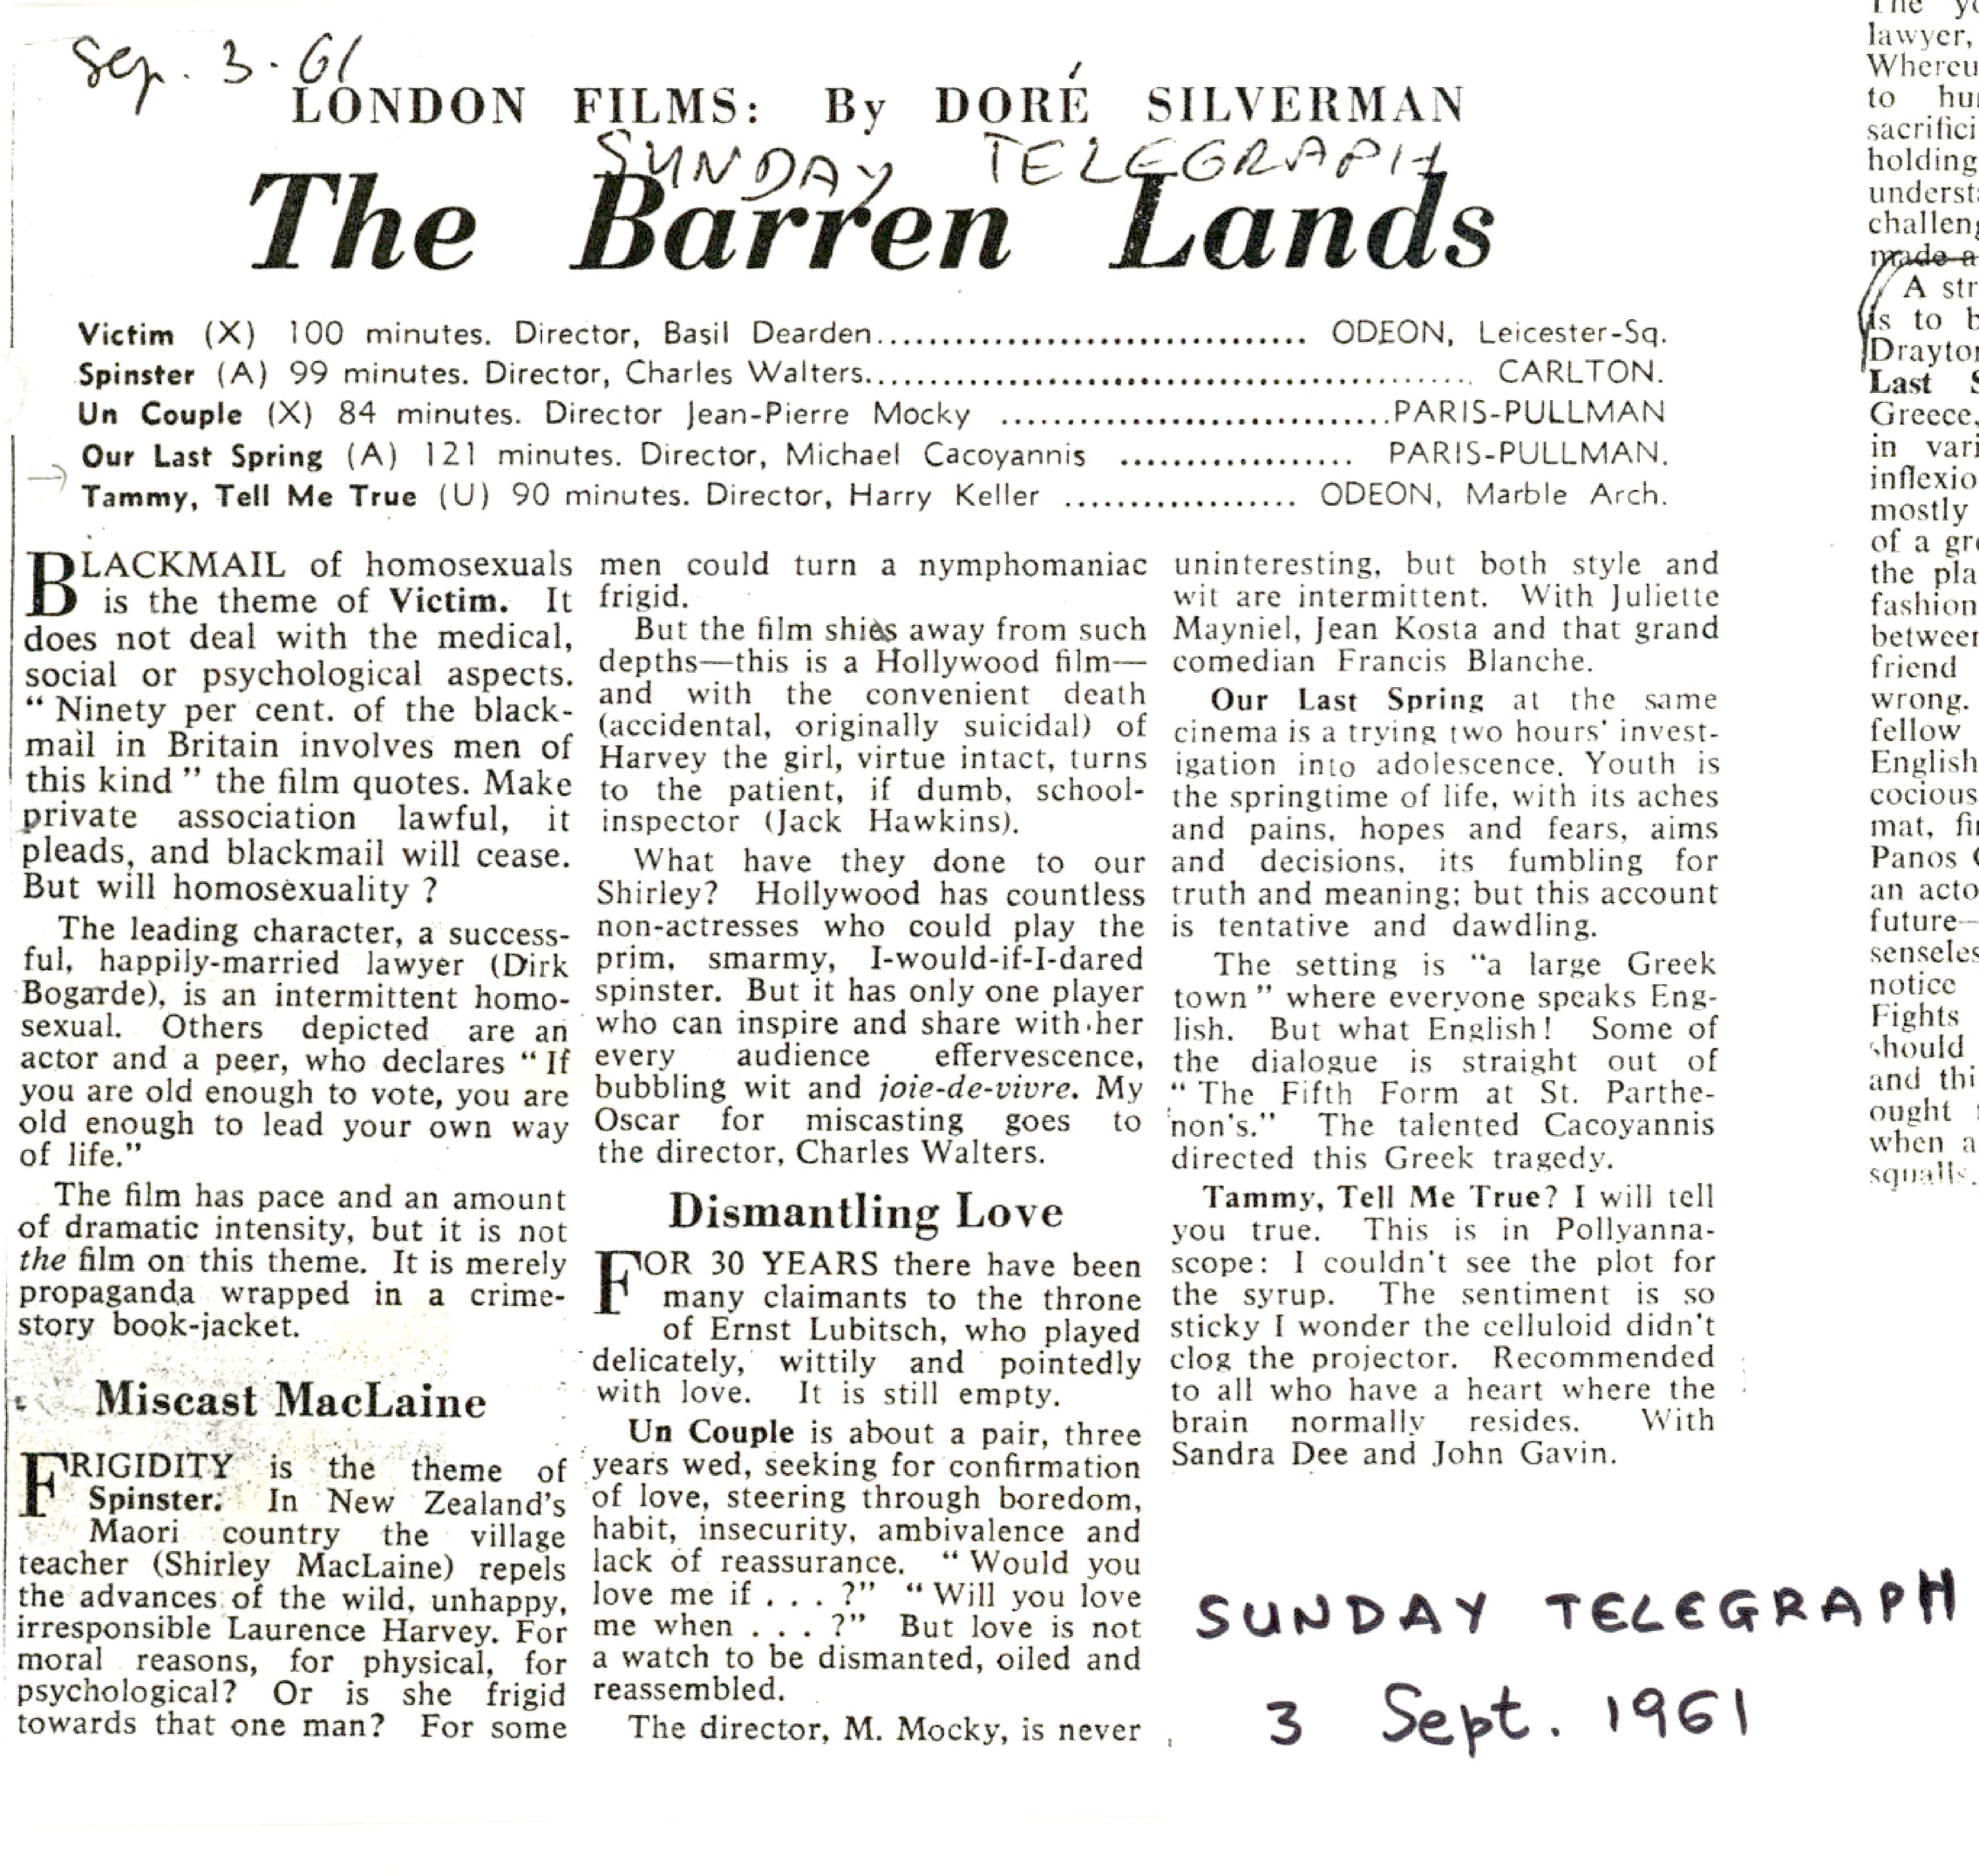 Sep. 3. 61
LONDON FILMS: By DORÉ SILVERMAN
SUNDAY TELEGRAPH
The Barren Lands
Victim (X) 100 minutes. Director, Basil Dearden................................. ODEON, Leicester-Sq.
Spinster (A) 99 minutes. Director, Charles Walters.............................................. CARLTON.
Un Couple (X) 84 minutes. Director Jean-Pierre Mocky ..............................PARIS-PULLMAN
Our Last Spring (A) 121 minutes. Director, Michael Cacoyannis .................. PARIS-PULLMAN.
Tammy, Tell Me True (U) 90 minutes. Director, Harry Keller .................. ODEON, Marble Arch.
BLACKMAIL of homosexuals
is the theme of Victim. It
does not deal with the medical,
social or psychological aspects.
“ Ninety per cent. of the black-
mail in Britain involves men of
this kind ” the film quotes. Make
private association lawful, it
pleads, and blackmail will cease.
But will homosexuality ?
The leading character, a success-
ful, happily-married lawyer (Dirk
Bogarde), is an intermittent homo-
sexual. Others depicted are an
actor and a peer, who declares “ If
you are old enough to vote, you are
old enough to lead your own way
of life.”
The film has pace and an amount
of dramatic intensity, but it is not
the film on this theme. It is merely
propaganda wrapped in a crime-
story book-jacket.
Miscast MacLaine
FRIGIDITY is the theme of
Spinster. In New Zealand's
Maori country the village
teacher (Shirley MacLaine) repels
the advances of the wild, unhappy,
irresponsible Laurence Harvey. For
moral reasons, for physical, for
psychological? Or is she frigid
towards that one man? For some
men could turn a nymphomaniac
frigid.
But the film shies away from such
depths—this is a Hollywood film—
and with the convenient death
(accidental, originally suicidal) of
Harvey the girl, virtue intact, turns
to the patient, if dumb, school-
inspector (Jack Hawkins).
What have they done to our
Shirley? Hollywood has countless
non-actresses who could play the
prim, smarmy, I-would-if-I-dared
spinster. But it has only one player
who can inspire and share with her
every audience effervescence,
bubbling wit and joie-de-vivre. My
Oscar for miscasting goes to
the director, Charles Walters.
Dismantling Love
FOR 30 YEARS there have been
many claimants to the throne
of Ernst Lubitsch, who played
delicately, wittily and pointedly
with love. It is still empty.
Un Couple is about a pair, three
years wed, seeking for confirmation
of love, steering through boredom,
habit, insecurity, ambivalence and
lack of reassurance. “ Would you
love me if . . . ?” “ Will you love
me when . . . ?” But love is not
a watch to be dismanted, oiled and
reassembled.
The director, M. Mocky, is never
uninteresting, but both style and
wit are intermittent. With Juliette
Mayniel, Jean Kosta and that grand
comedian Francis Blanche.
Our Last Spring at the same
cinema is a trying two hours' invest-
igation into adolescence. Youth is
the springtime of life, with its aches
and pains, hopes and fears, aims
and decisions, its fumbling for
truth and meaning; but this account
is tentative and dawdling.
The setting is “a large Greek
town ” where everyone speaks Eng-
lish. But what English! Some of
the dialogue is straight out of
“ The Fifth Form at St. Parthe-
non's.” The talented Cacoyannis
directed this Greek tragedy.
Tammy, Tell Me True? I will tell
you true. This is in Pollyanna-
scope: I couldn't see the plot for
the syrup. The sentiment is so
sticky I wonder the celluloid didn't
clog the projector. Recommended
to all who have a heart where the
brain normally resides. With
Sandra Dee and John Gavin.
SUNDAY TELEGRAPH
3 Sept. 1961
The
lawyer,
to
holding
made a
A
is to
Last
Greece,
in
mostly
of a
the
friend
wrong.
fellow
English
mat,
Panos
an
future—
notice
Fights
should
and
ought
when a
squalls.